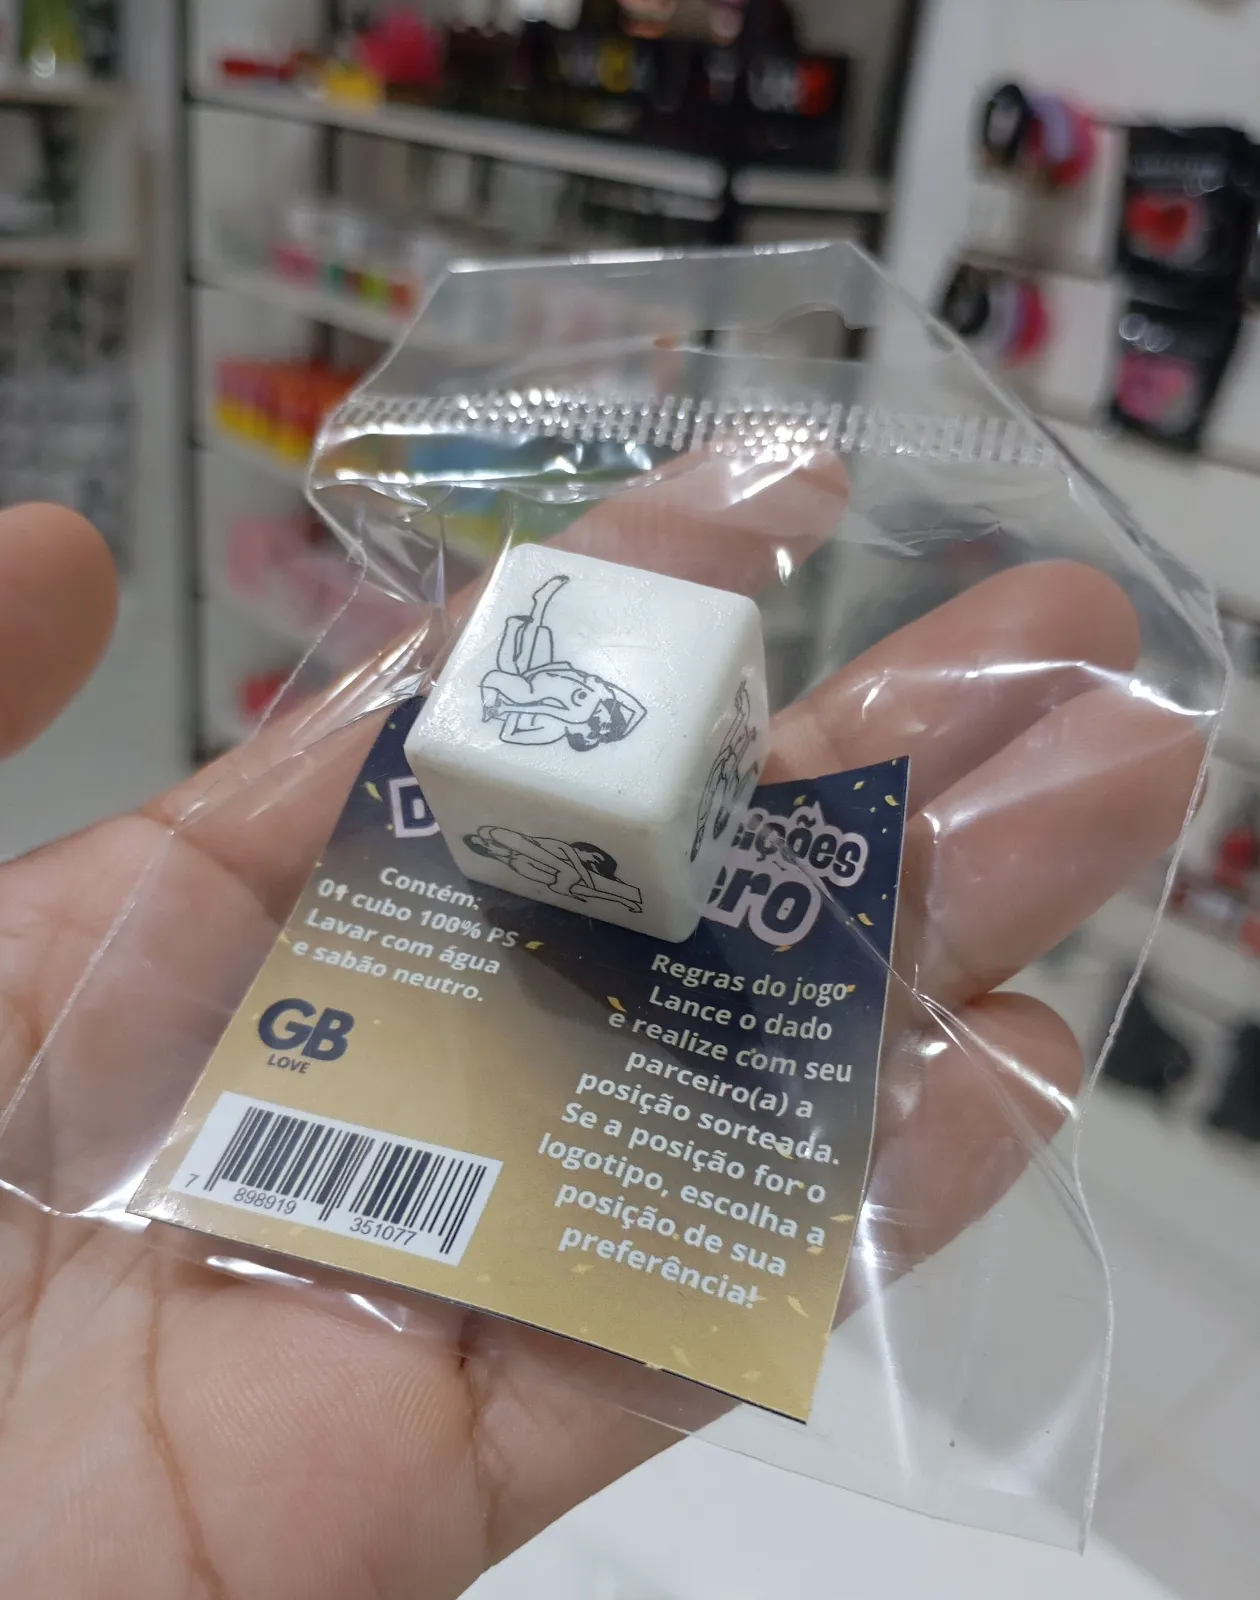 Contém:
01 cubo 100% PS
Lavar com água
e sabão neutro.
GB
LOVE
7 898919 351077
Regras do jogo
Lance o dado
e realize com seu
parceiro(a) a
posição sorteada.
Se a posição for o
logotipo, escolha a
posição de sua
preferência!